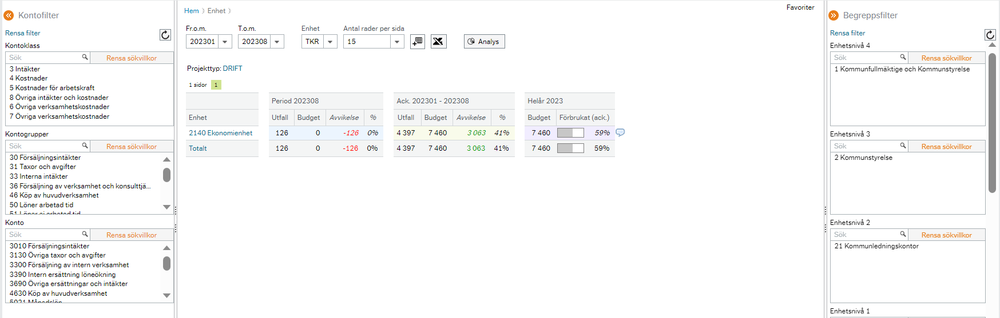 Kontofilter
Rensa filter
Kontoklass
Sök Rensa sökvillkor
3 Intäkter
4 Kostnader
5 Kostnader för arbetskraft
8 Övriga intäkter och kostnader
6 Övriga verksamhetskostnader
7 Övriga verksamhetskostnader
Kontogrupper
Sök Rensa sökvillkor
30 Försäljningsintäkter
31 Taxor och avgifter
33 Interna intäkter
36 Försäljning av verksamhet och konsulttjä...
46 Köp av huvudverksamhet
50 Löner arbetad tid
51 Löner ej arbetad tid
Konto
Sök Rensa sökvillkor
3010 Försäljningsintäkter
3130 Övriga taxor och avgifter
3300 Försäljning av intern verksamhet
3390 Intern ersättning löneökning
3690 Övriga ersättningar och intäkter
4630 Köp av huvudverksamhet
5021 Månadslön
Hem Enhet
Favoriter
Fr.o.m. T.o.m. Enhet Antal rader per sida
202301 202308 TKR 15 Analys
Projekttyp: DRIFT
1 sidor 1
Period 202308 Ack. 202301 - 202308 Helår 2023
Enhet Utfall Budget Avvikelse % Utfall Budget Avvikelse % Budget Förbrukat (ack.)
2140 Ekonomienhet 126 0 -126 0% 4 397 7 460 3 063 41% 7 460 59%
Totalt 126 0 -126 0% 4 397 7 460 3 063 41% 7 460 59%
Begreppsfilter
Rensa filter
Enhetsnivå 4
Sök Rensa sökvillkor
1 Kommunfullmäktige och Kommunstyrelse
Enhetsnivå 3
Sök Rensa sökvillkor
2 Kommunstyrelse
Enhetsnivå 2
Sök Rensa sökvillkor
21 Kommunledningskontor
Enhetsnivå 1